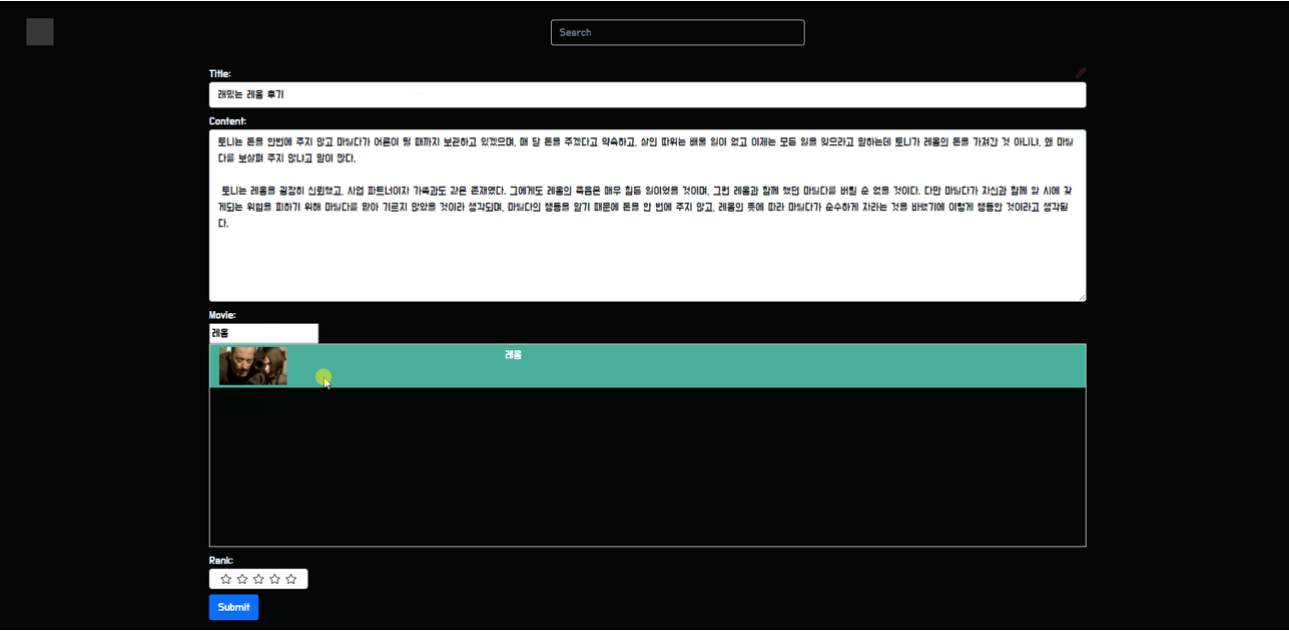 Search
Title:
래밌는 레옹 후기
Content:
토니는 돈을 한번에 주지 않고 마틸다가 어른이 될 때까지 보관하고 있겠으며, 매 달 돈을 주겠다고 약속하고, 살인 따위는 배울 일이 없고 이제는 모든 일을 잊으라고 말하는데 토니가 레옹의 돈을 가져간 것 아니냐, 왜 마틸
다를 보살펴 주지 않냐고 말이 많다.
토니는 레옹을 굉장히 신뢰했고, 사업 파트너이자 가족과도 같은 존재였다. 그에게도 레옹의 죽음은 매우 힘든 일이었을 것이며, 그런 레옹과 함께 했던 마틸다를 버릴 순 없을 것이다. 다만 마틸다가 자신과 함께 할 시에 갖
게되는 위험을 피하기 위해 마틸다를 맡아 기르지 않았을 것이라 생각되며, 마틸다의 행동을 알기 때문에 돈을 한 번에 주지 않고, 레옹의 뜻에 따라 마틸다가 순수하게 자라는 것을 바랬기에 이렇게 행동한 것이라고 생각된
다.
Movie:
레옹
레옹
Rank:
Submit